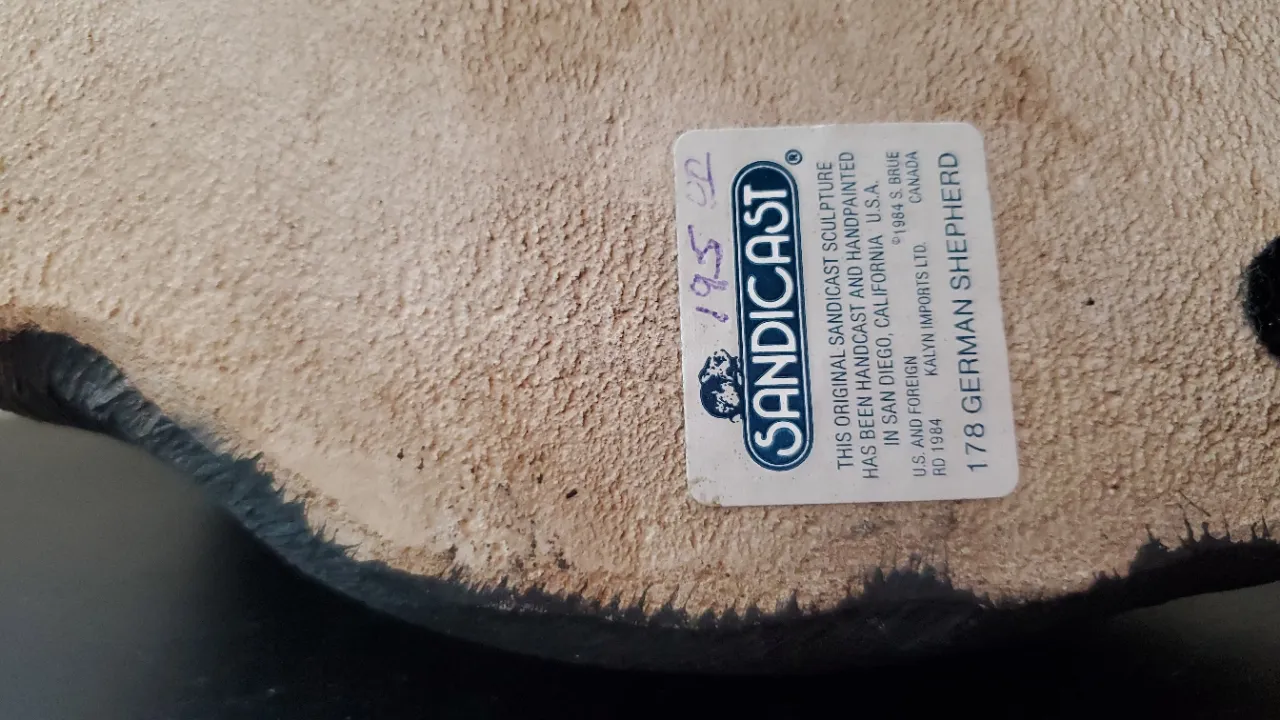 195
SANDICAST®
THIS ORIGINAL SANDICAST SCULPTURE
HAS BEEN HANDCAST AND HANDPAINTED
IN SAN DIEGO, CALIFORNIA U.S.A.
©1984 S. BRUE
U.S. AND FOREIGN
KALYN IMPORTS LTD. CANADA
RD 1984
178 GERMAN SHEPHERD